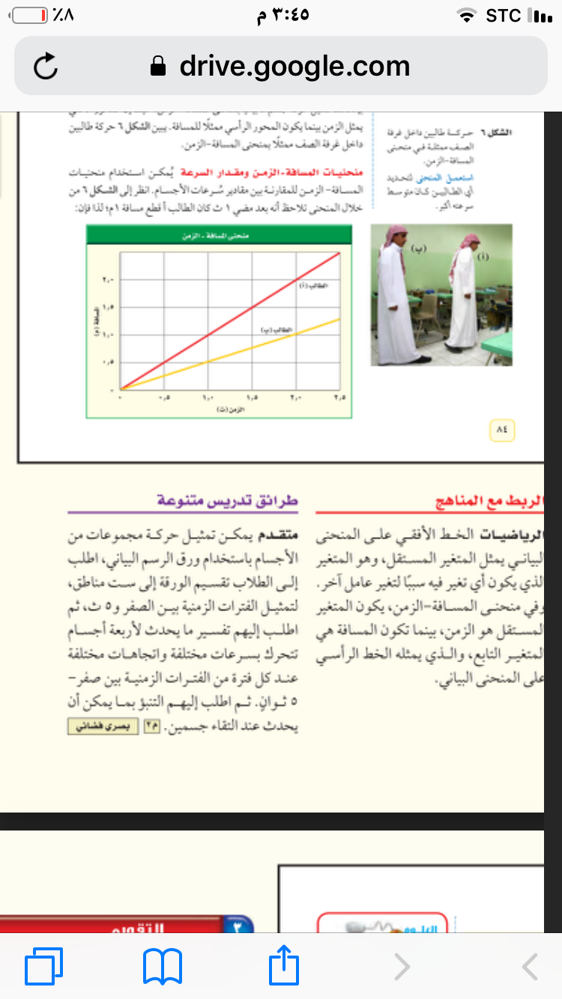 ٪٨
٣:٤٥ م
STC
drive.google.com
يمثل الزمن بينما يكون المحور الرأسي ممثلًا للمسافة. يبين الشكل ٦ حركة طالبين
داخل غرفة الصف ممثلًا بمنحنى المسافة-الزمن.
منحنيات المسافة-الزمن ومقدار السرعة يُمكن استخدام منحنيات
المسافة- الزمن للمقارنة بين مقادير سُرعات الأجسام. انظر إلى الشكل ٦ من
خلال المنحنى تلاحظ أنه بعد مضي ١ ث كان الطالب أ قطع مسافة ١م؛ لذا فإن:
الشكل ٦ حركة طالبين داخل غرفة
الصف ممثلة في منحنى
المسافة-الزمن.
استعمل المنحنى لتحديد
أي الطالبين كان متوسط
سرعته أكبر.
منحنى المسافة - الزمن
المسافة (م)
٢,٠
١,٥
١,٠
٠,٥
٠
الطالب (أ)
الطالب (ب)
٠ ٠,٥ ١,٠ ١,٥ ٢,٠ ٢,٥
الزمن (ث)
(أ)
(ب)
٨٤
الربط مع المناهج
الرياضيات الخط الأفقي على المنحنى
البياني يمثل المتغير المستقل، وهو المتغير
الذي يكون أي تغير فيه سببًا لتغير عامل آخر.
وفي منحنى المسافة-الزمن، يكون المتغير
المستقل هو الزمن، بينما تكون المسافة هي
المتغير التابع، والذي يمثله الخط الرأسي
على المنحنى البياني.
طرائق تدريس متنوعة
متقدم يمكن تمثيل حركة مجموعات من
الأجسام باستخدام ورق الرسم البياني، اطلب
إلى الطلاب تقسيم الورقة إلى ست مناطق،
لتمثيل الفترات الزمنية بين الصفر و٥ ث، ثم
اطلب إليهم تفسير ما يحدث لأربعة أجسام
تتحرك بسرعات مختلفة واتجاهات مختلفة
عند كل فترة من الفترات الزمنية بين صفر-
٥ ثوانٍ. ثم اطلب إليهم التنبؤ بما يمكن أن
يحدث عند التقاء جسمين. م٢ بصري فضائي
العلوم
٣ التقويم